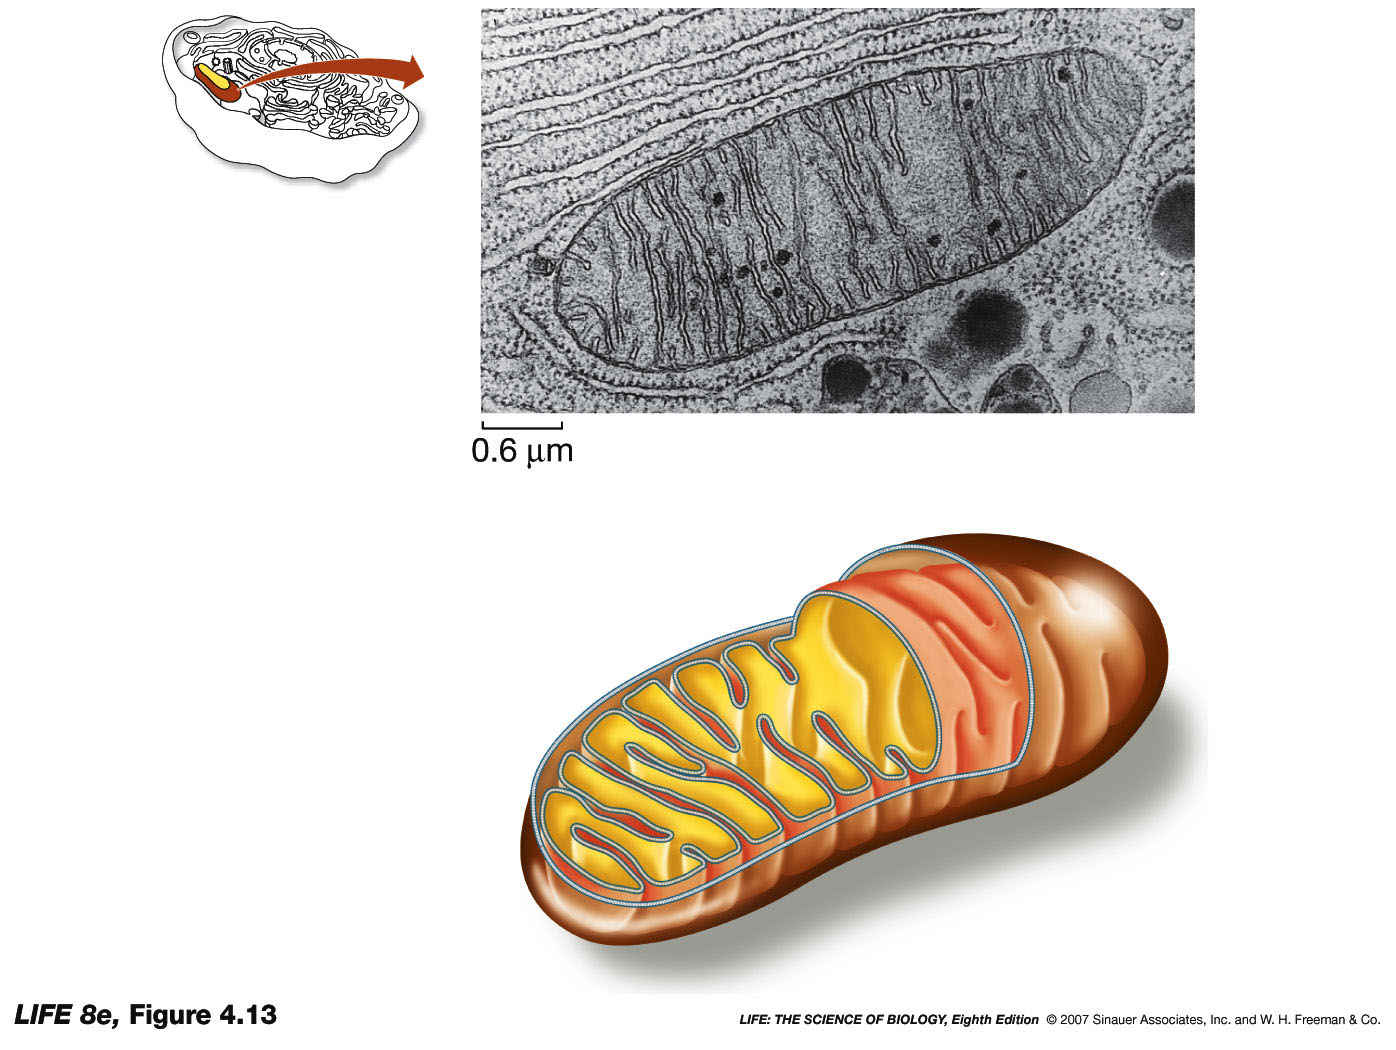 0.6 μm
LIFE 8e, Figure 4.13
LIFE: THE SCIENCE OF BIOLOGY, Eighth Edition © 2007 Sinauer Associates, Inc. and W. H. Freeman & Co.